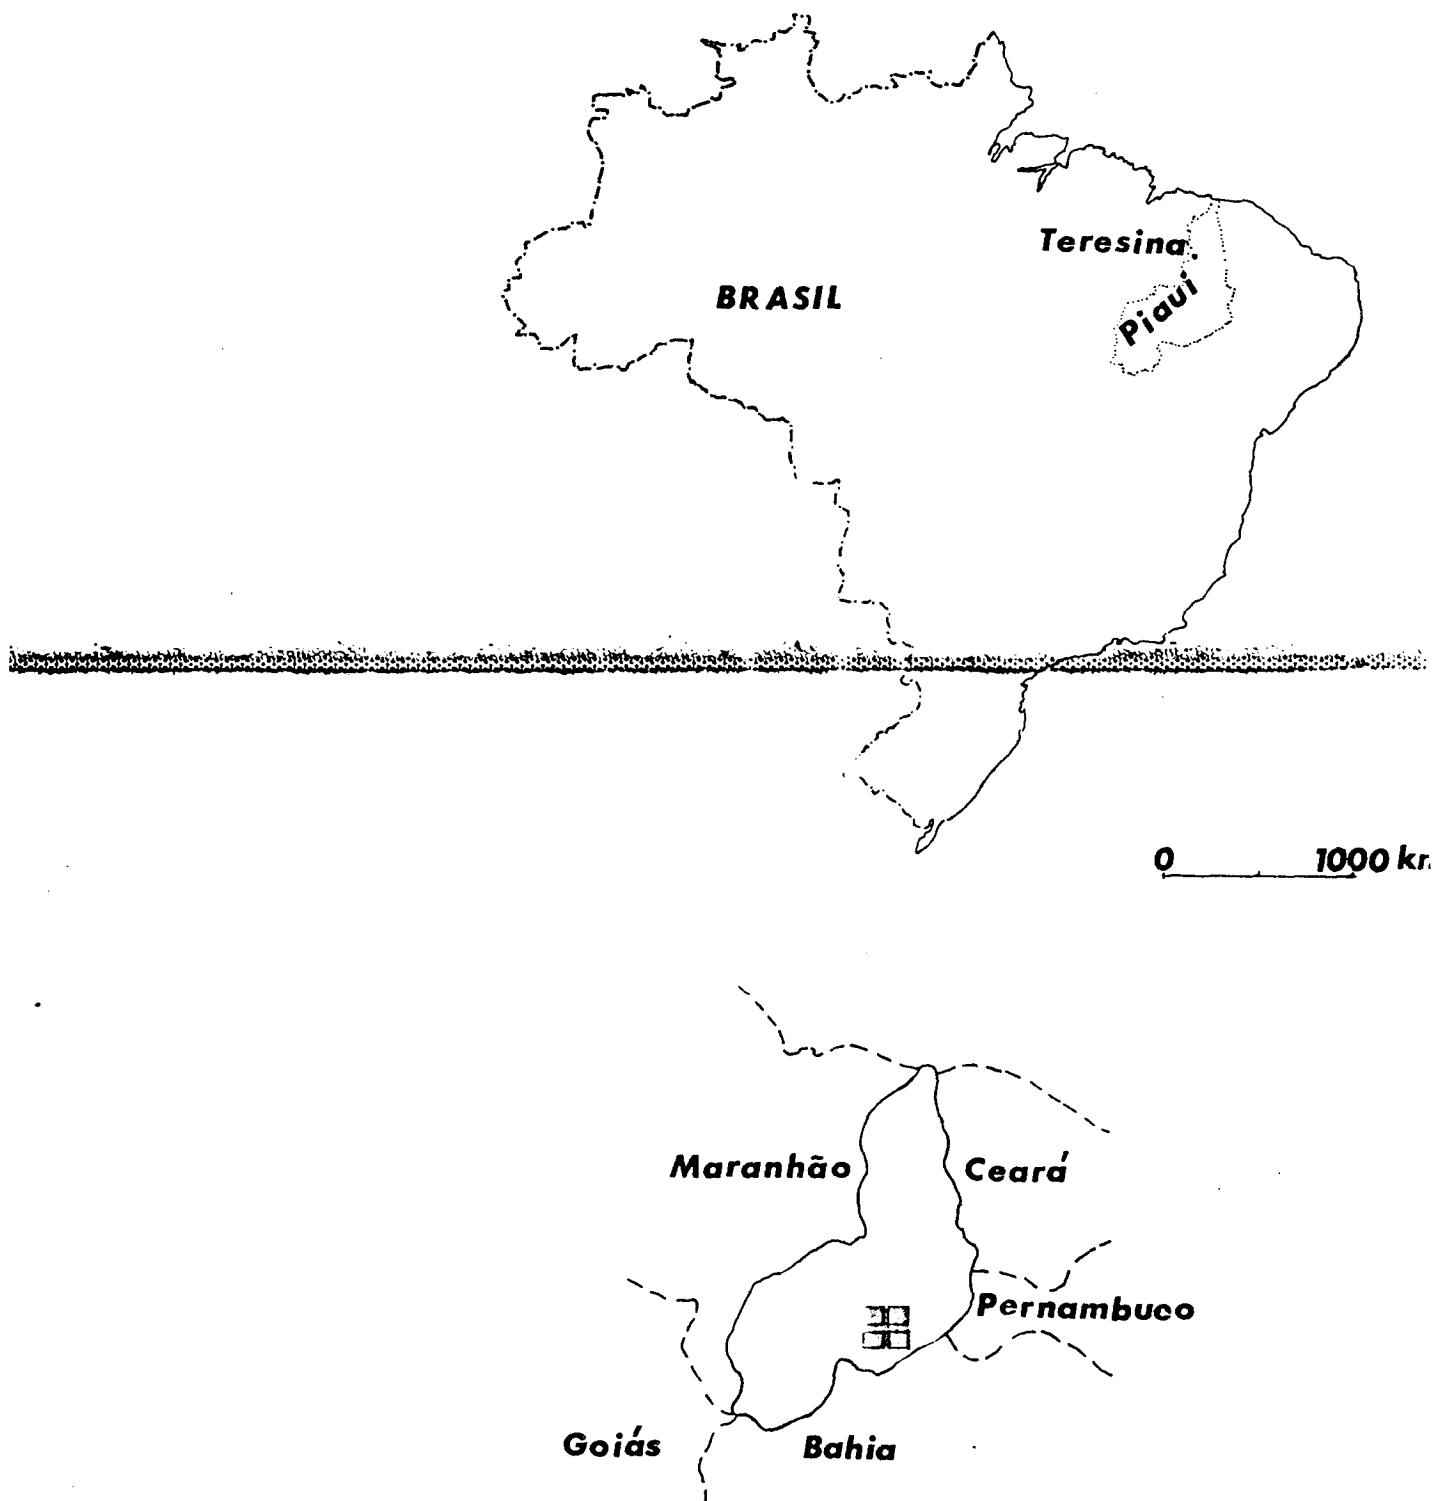 Teresina
BRASIL
Piauí
0 1000 km
Maranhão Ceará
Pernambuco
Goiás Bahia